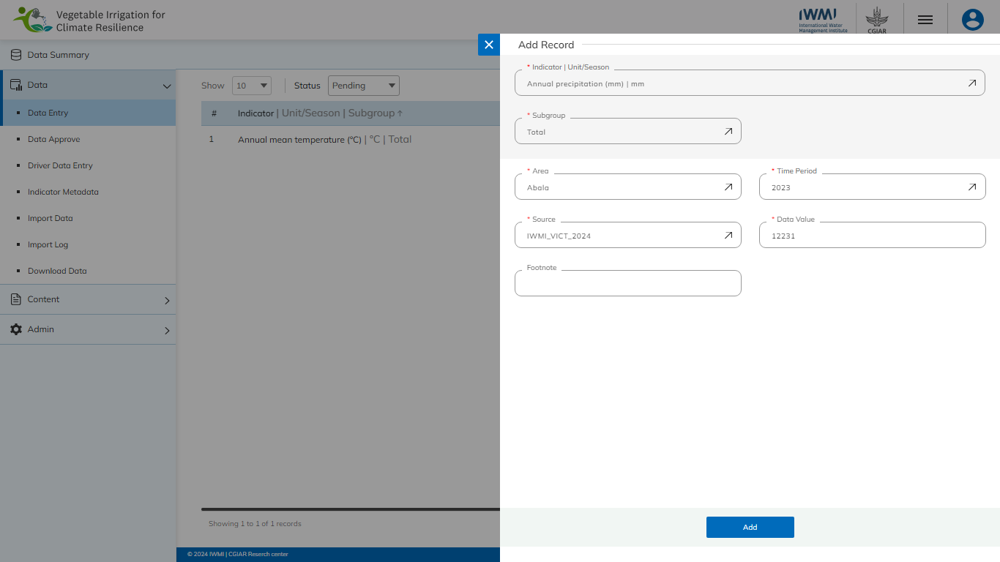 Vegetable Irrigation for
Climate Resilience
IWMI
International Water
Management Institute
CGIAR
Data Summary
Data
Data Entry
Data Approve
Driver Data Entry
Indicator Metadata
Import Data
Import Log
Download Data
Content
Admin
Show 10 Status Pending
# Indicator | Unit/Season | Subgroup ↑
1 Annual mean temperature (°C) | °C | Total
Showing 1 to 1 of 1 records
© 2024 IWMI | CGIAR Reserch center
Add Record
* Indicator | Unit/Season
Annual precipitation (mm) | mm
* Subgroup
Total
* Area
Abala
* Time Period
2023
* Source
IWMI_VICT_2024
* Data Value
12231
Footnote
Add